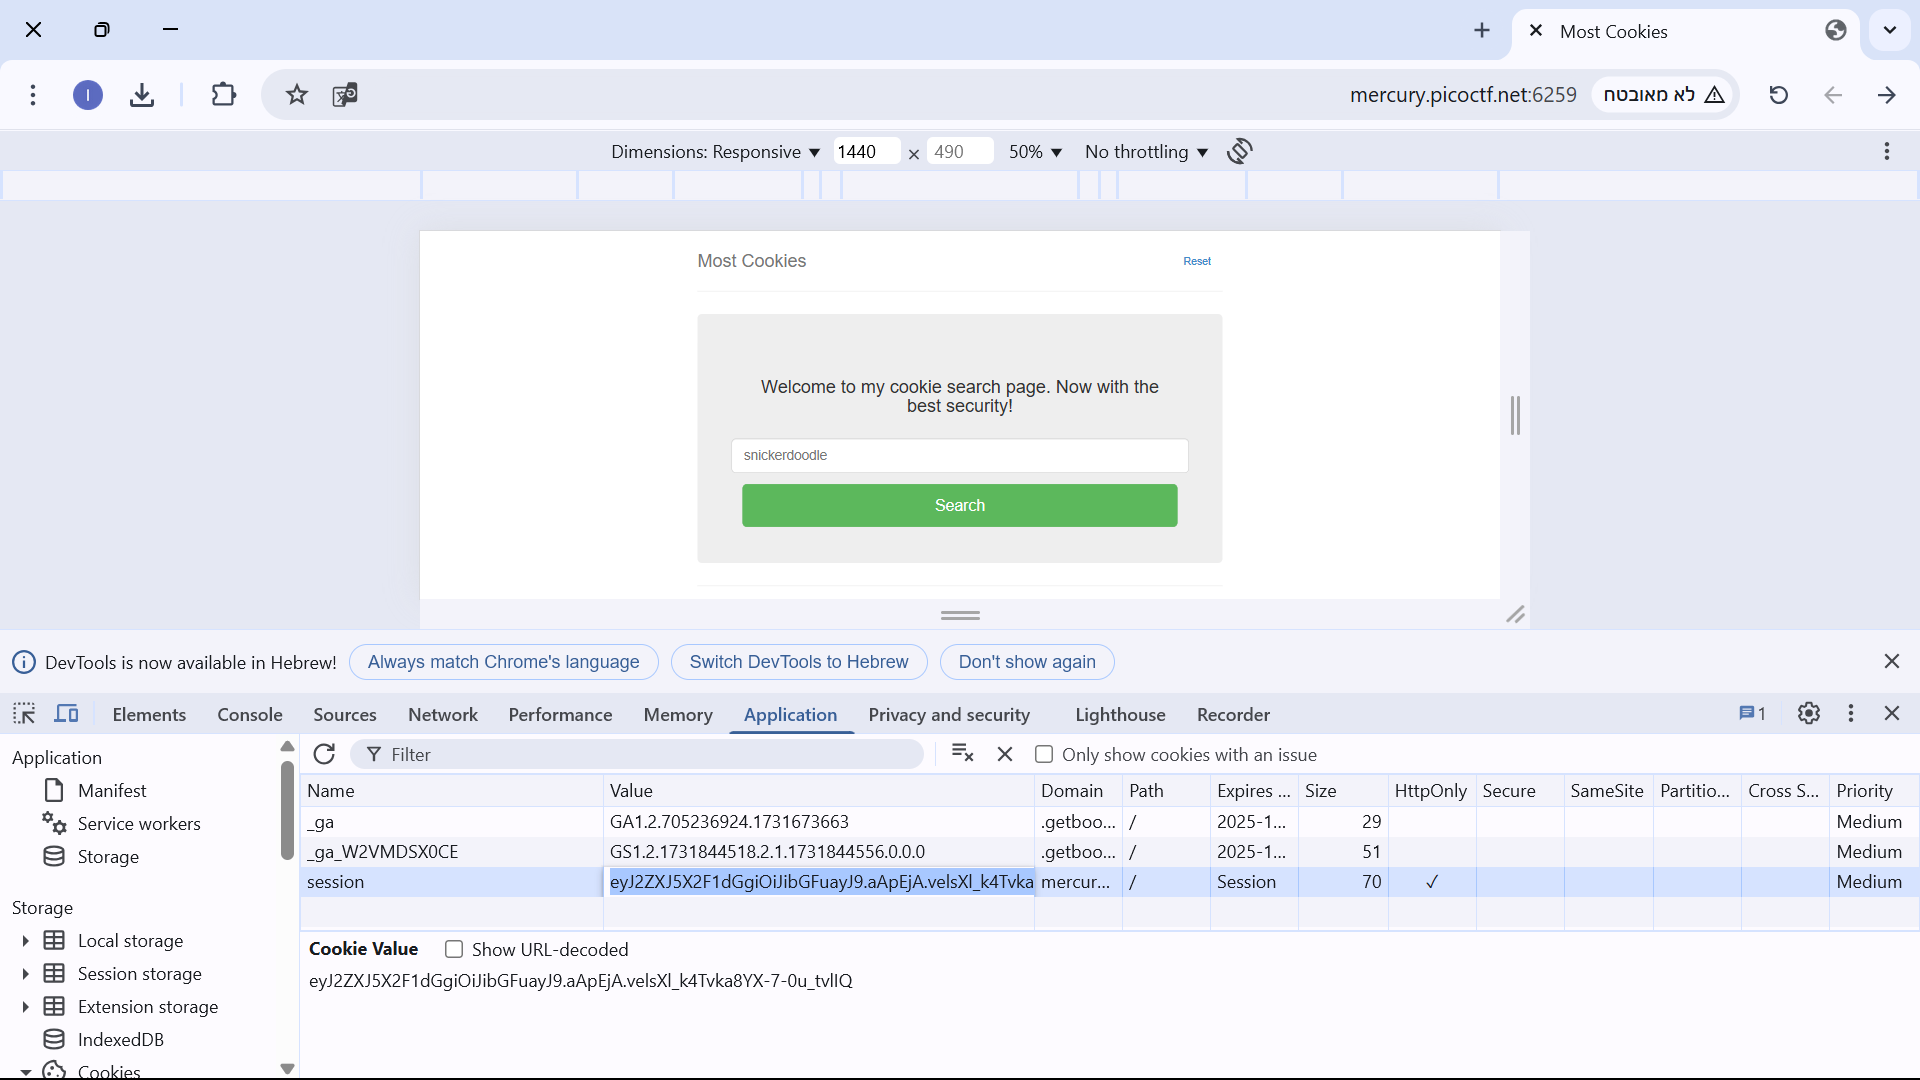 Most Cookies
mercury.picoctf.net:6259
לא מאובטח
I
Dimensions: Responsive
1440 × 490
50%
No throttling
Most Cookies
Reset
Welcome to my cookie search page. Now with the
best security!
snickerdoodle
Search
DevTools is now available in Hebrew!
Always match Chrome's language
Switch DevTools to Hebrew
Don't show again
Elements Console Sources Network Performance Memory Application Privacy and security Lighthouse Recorder
1
Application
Manifest
Service workers
Storage
Storage
Local storage
Session storage
Extension storage
IndexedDB
Cookies
Filter
Only show cookies with an issue
Name Value Domain Path Expires ... Size HttpOnly Secure SameSite Partitio... Cross S... Priority
_ga GA1.2.705236924.1731673663 .getboo... / 2025-1... 29 Medium
_ga_W2VMDSX0CE GS1.2.1731844518.2.1.1731844556.0.0.0 .getboo... / 2025-1... 51 Medium
session eyJ2ZXJ5X2F1dGgiOiJibGFuayJ9.aApEjA.velsXl_k4Tvka mercur... / Session 70 ✓ Medium
Cookie Value
Show URL-decoded
eyJ2ZXJ5X2F1dGgiOiJibGFuayJ9.aApEjA.velsXl_k4Tvka8YX-7-0u_tvlIQ